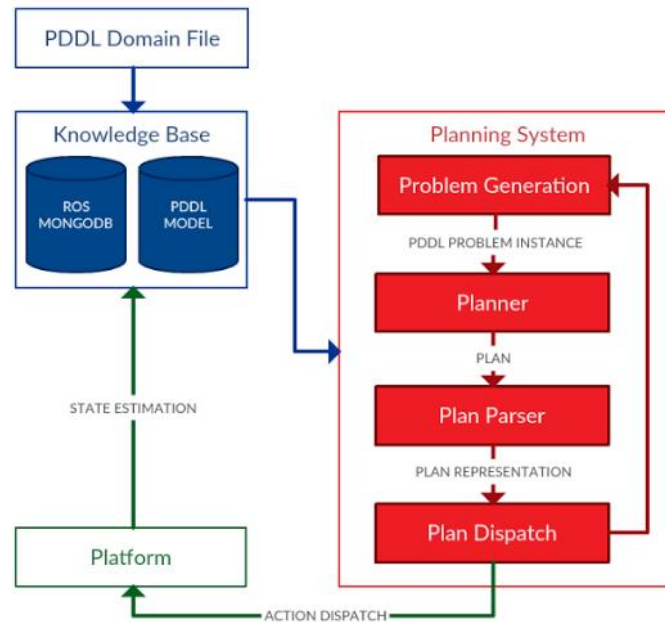 PDDL Domain File
Knowledge Base
ROS
MONGODB
PDDL
MODEL
STATE ESTIMATION
Platform
Planning System
Problem Generation
PDDL PROBLEM INSTANCE
Planner
PLAN
Plan Parser
PLAN REPRESENTATION
Plan Dispatch
ACTION DISPATCH